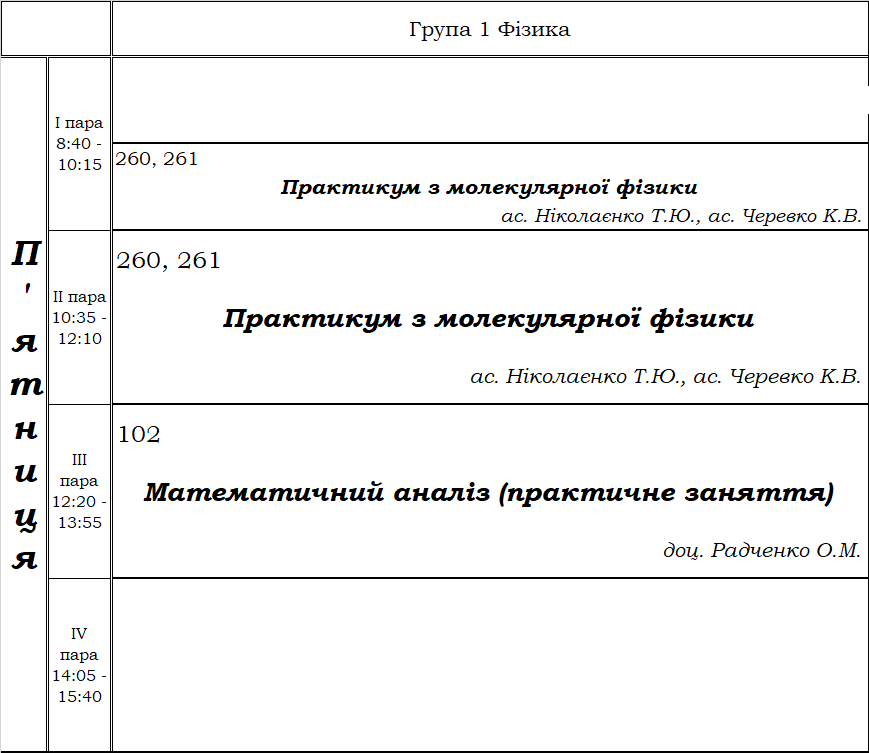 Група 1 Фізика
П
'
я
т
н
и
ц
я
I пара
8:40 -
10:15
260, 261
Практикум з молекулярної фізики
ас. Ніколаєнко Т.Ю., ас. Черевко К.В.
II пара
10:35 -
12:10
260, 261
Практикум з молекулярної фізики
ас. Ніколаєнко Т.Ю., ас. Черевко К.В.
III
пара
12:20 -
13:55
102
Математичний аналіз (практичне заняття)
доц. Радченко О.М.
IV
пара
14:05 -
15:40